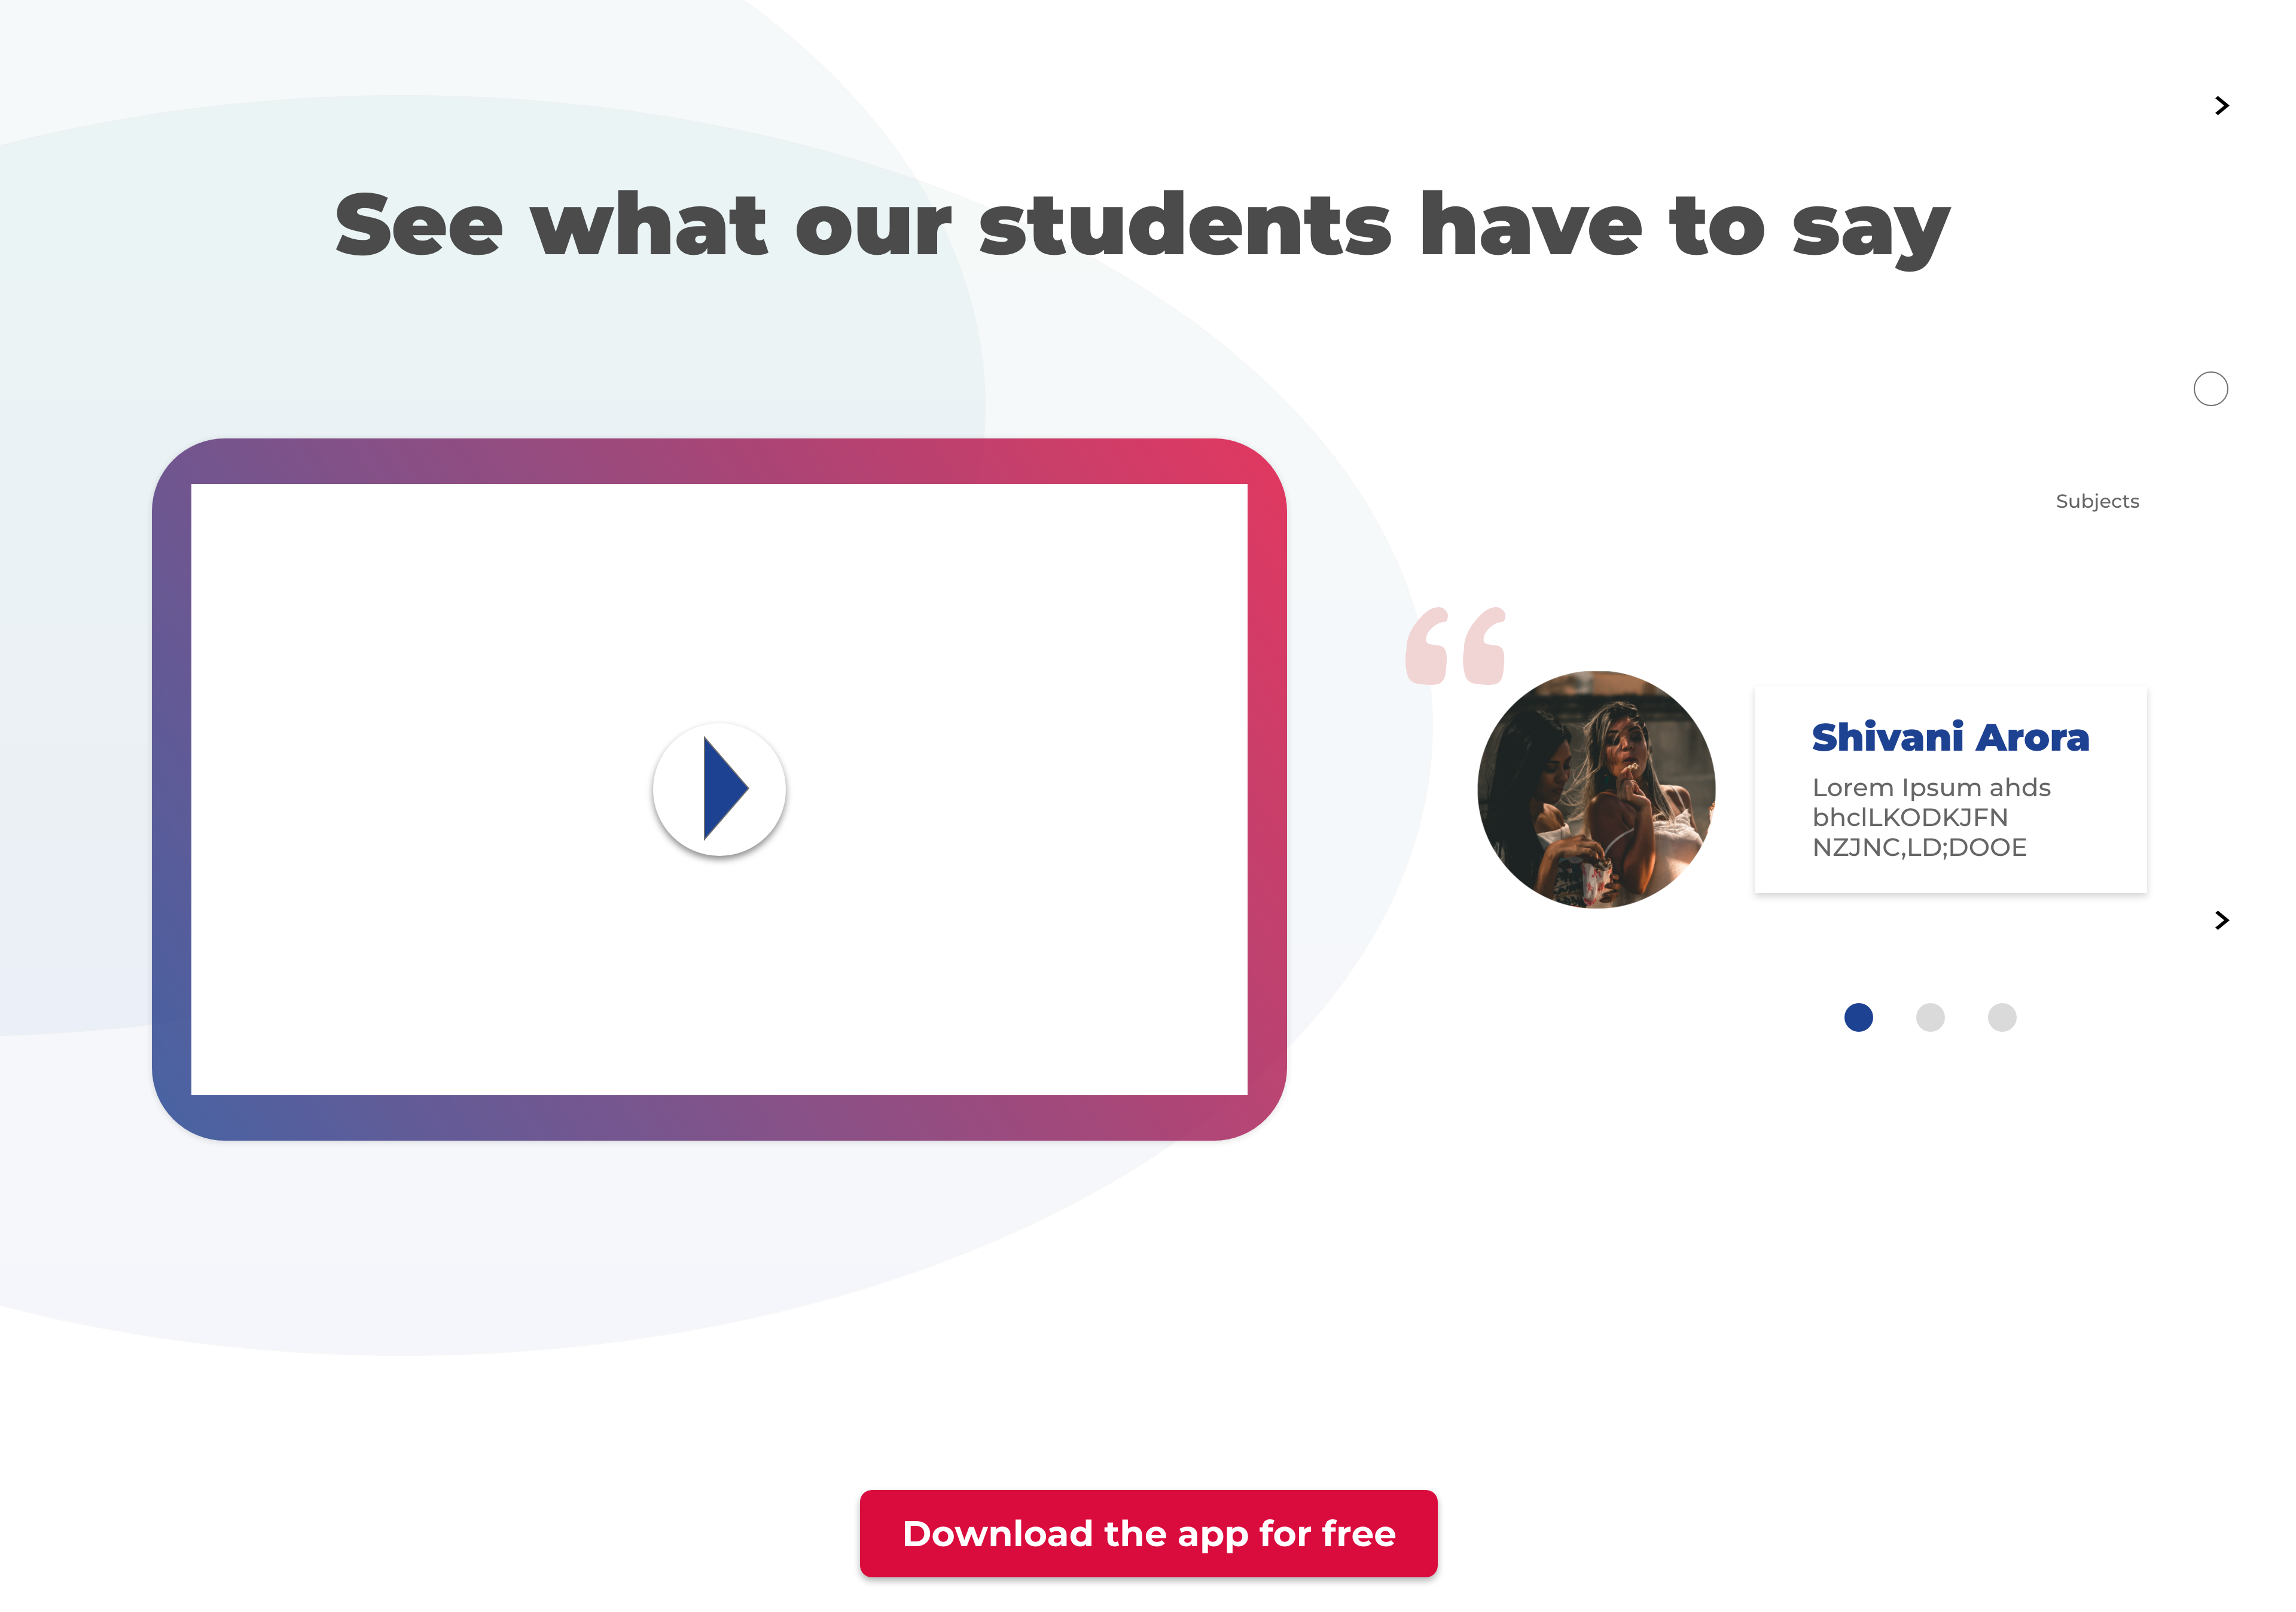 See what our students have to say
Subjects
Shivani Arora
Lorem Ipsum ahds
bhclLKODKJFN
NZJNC,LD;DOOE
Download the app for free